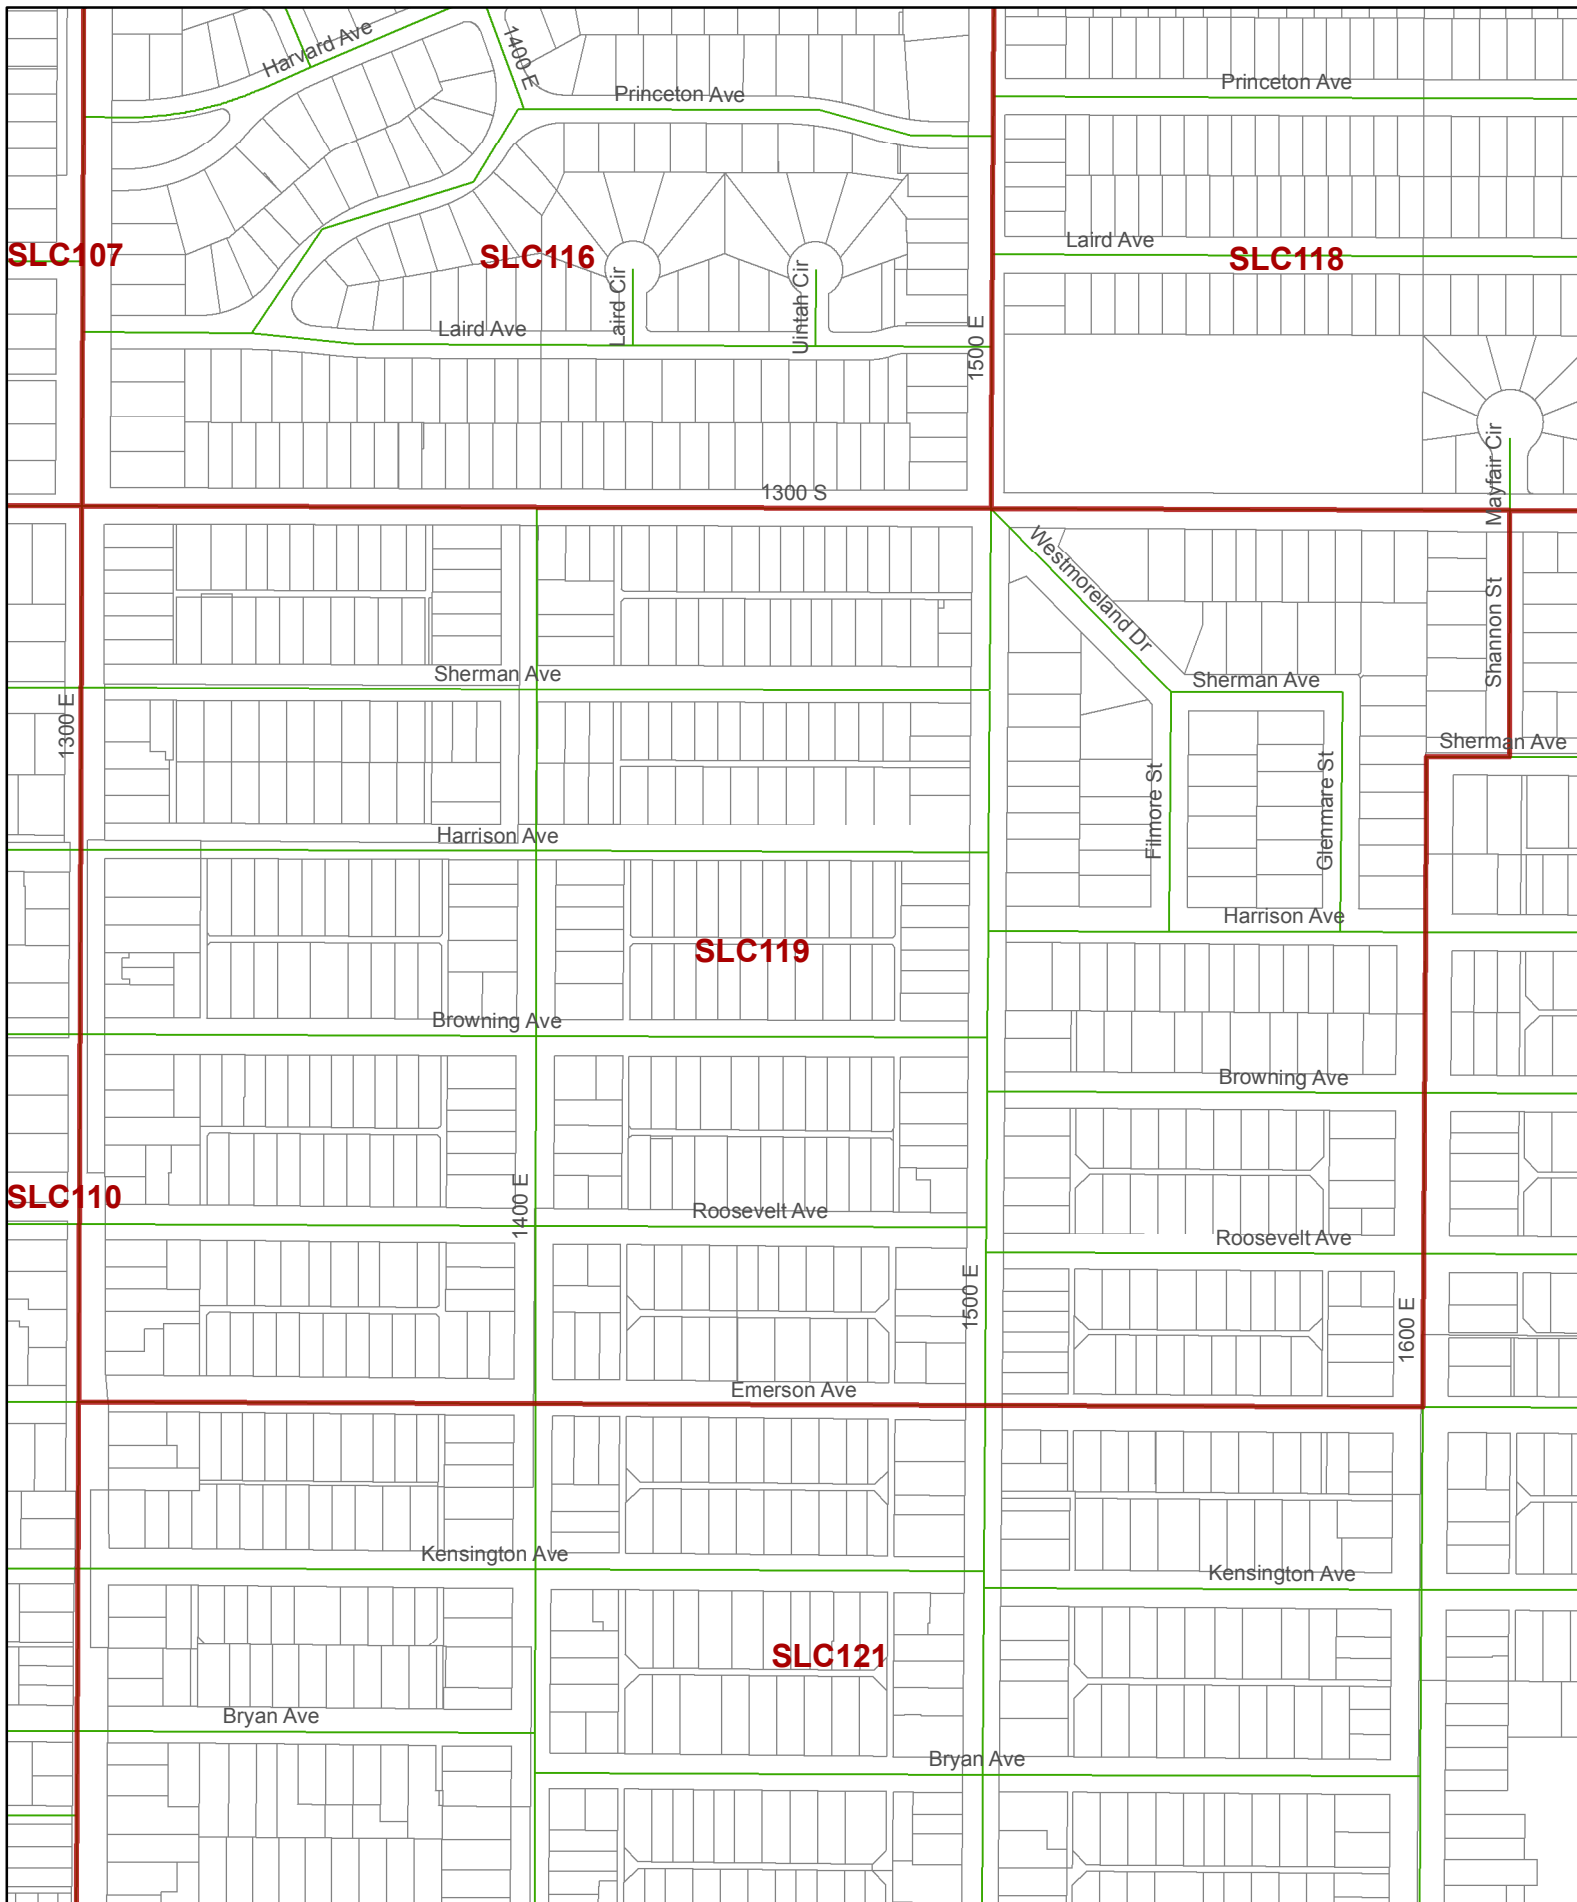 Harvard Ave
1400 E
Princeton Ave
Princeton Ave
SLC107
SLC116
Laird Ave
SLC118
Laird Cir
Uintah Cir
Laird Ave
1500 E
Mayfair Cir
1300 S
Westmoreland Dr
Shannon St
Sherman Ave
Sherman Ave
1300 E
Sherman Ave
Filmore St
Glenmare St
Harrison Ave
Harrison Ave
SLC119
Browning Ave
Browning Ave
SLC110
1400 E
Roosevelt Ave
Roosevelt Ave
1500 E
1600 E
Emerson Ave
Kensington Ave
Kensington Ave
SLC121
Bryan Ave
Bryan Ave